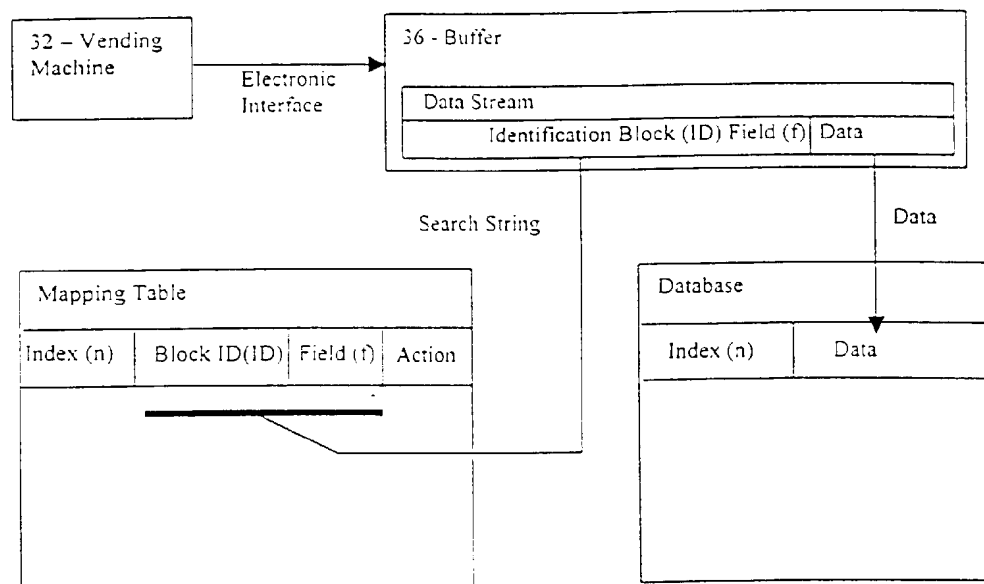 32 – Vending
Machine
Electronic
Interface
36 - Buffer
Data Stream
Identification Block (ID) Field (f) Data
Search String
Data
Mapping Table
Index (n) Block ID(ID) Field (f) Action
Database
Index (n) Data